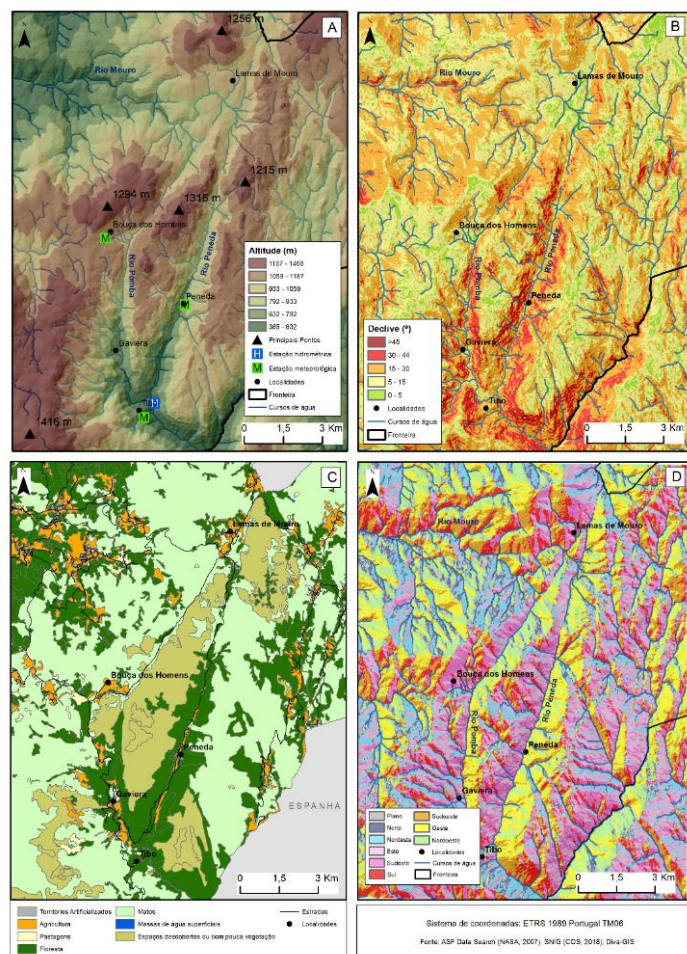 A
1256 m
Rio Mouro
Lamas de Mouro
1215 m
1294 m
1315 m
Bouça dos Homens
M
Rio Pomba
Rio Peneda
Peneda
M
Gaviera
H
M
1416 m
Altitude (m)
1187 - 1468
1059 - 1187
933 - 1059
792 - 933
632 - 792
365 - 632
Principais Pontos
H Estação hidrométrica
M Estação meteorológica
Localidades
Fronteira
Cursos de água
0 1,5 3 Km
B
Rio Mouro
Lamas de Mouro
Bouça dos Homens
Rio Pomba
Rio Peneda
Peneda
Gaviera
Tibo
Declive (º)
>45
30 - 44
15 - 30
5 - 15
0 - 5
Localidades
Cursos de água
Fronteira
0 1,5 3 Km
C
Lamas de Mouro
Bouça dos Homens
Peneda
Gaviera
ESPANHA
Tibo
0 1,5 3 Km
Territórios Artificializados
Agricultura
Pastagens
Floresta
Matos
Massas de água superficiais
Espaços descobertos ou com pouca vegetação
Estradas
Localidades
D
Rio Mouro
Lamas de Mouro
Bouça dos Homens
Rio Pomba
Rio Peneda
Peneda
Gaviera
Tibo
Plano
Norte
Nordeste
Este
Sudeste
Sul
Sudoeste
Oeste
Noroeste
Localidades
Cursos de água
Fronteira
0 1,5 3 Km
Sistema de coordenadas: ETRS 1989 Portugal TM06
Fonte: ASF Data Search (NASA, 2007), SNIG (COS, 2018), Diva-GIS